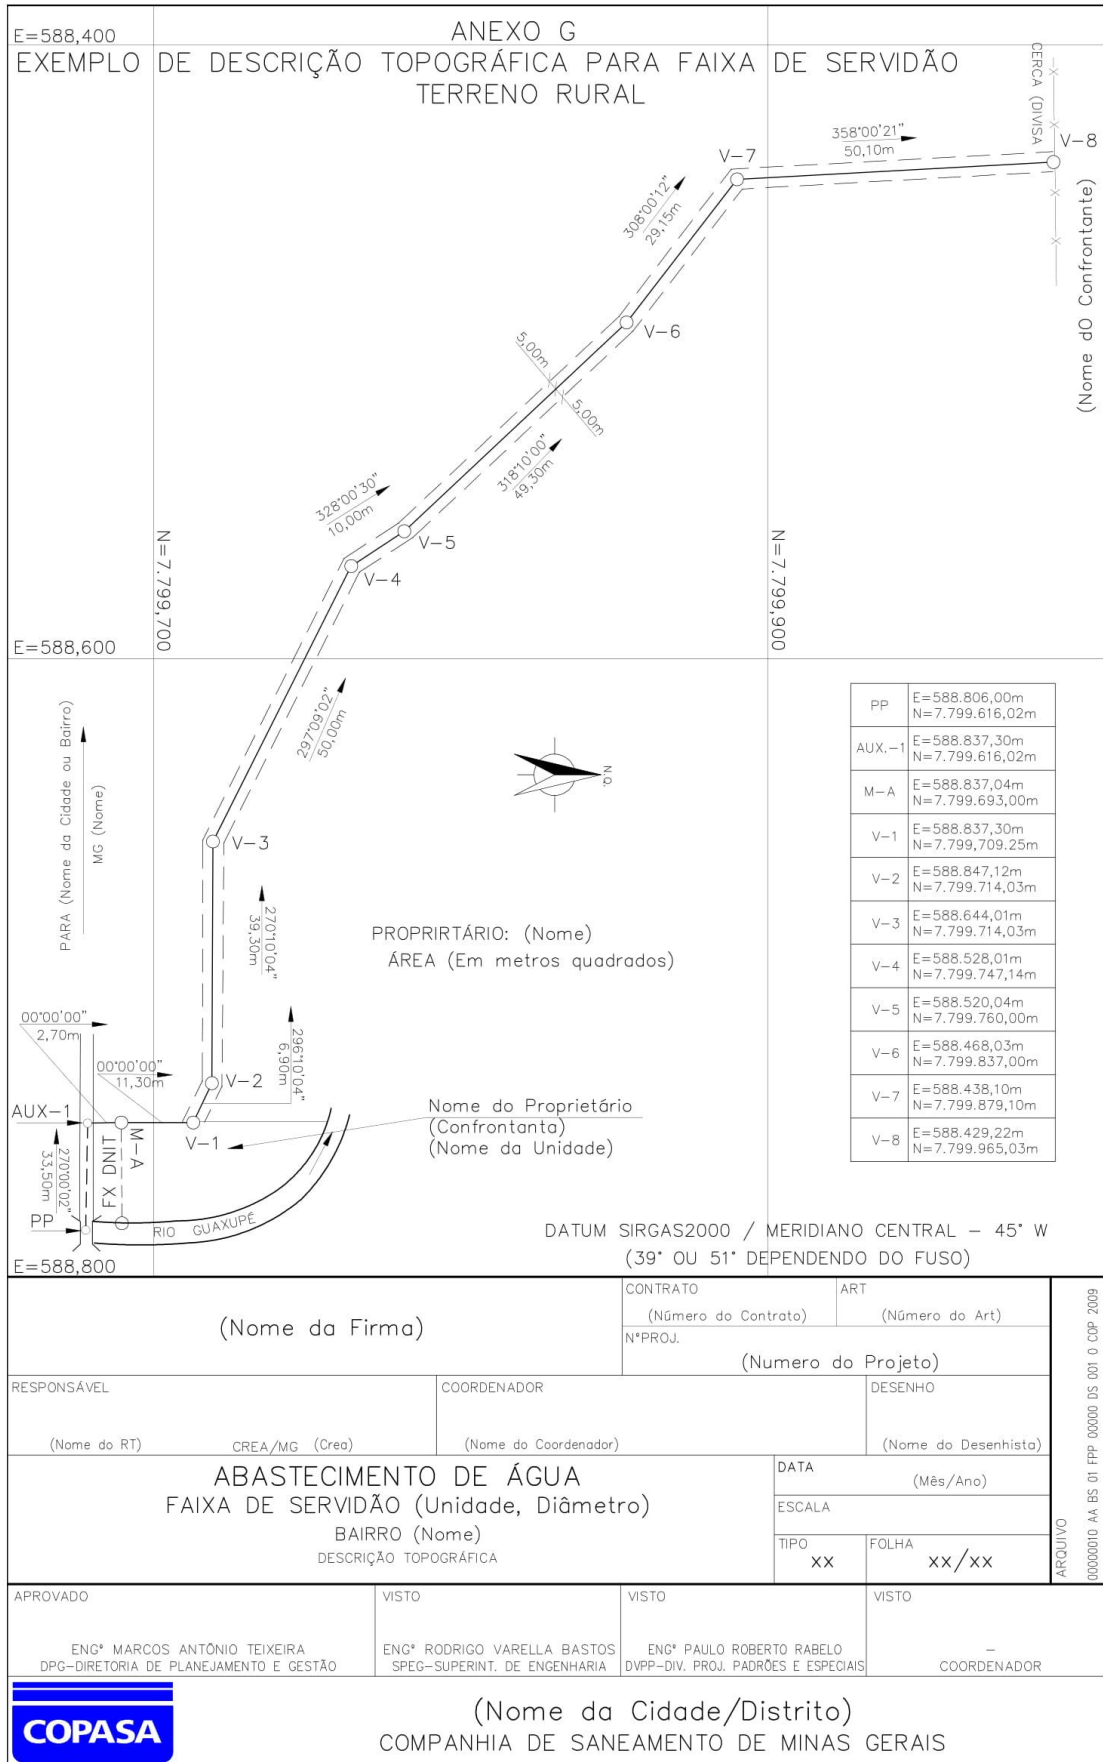 ANEXO G
E=588,400
EXEMPLO DE DESCRIÇÃO TOPOGRÁFICA PARA FAIXA DE SERVIDÃO
TERRENO RURAL
CERCA (DIVISA
V-8
358°00'21"
50,10m
V-7
(Nome dO Confrontante)
308°00'12"
29,15m
V-6
5,00m
5,00m
318°10'00"
49,30m
328°00'30"
10,00m
V-5
V-4
N=7.799,700
N=7.799,900
E=588,600
297°09'02"
50,00m
PARA (Nome da Cidade ou Bairro)
MG (Nome)
N.Q.
V-3
270°10'04"
39,30m
PROPRIRTÁRIO: (Nome)
ÁREA (Em metros quadrados)
PP
E=588.806,00m
N=7.799.616,02m
AUX.-1
E=588.837,30m
N=7.799.616,02m
M-A
E=588.837,04m
N=7.799.693,00m
V-1
E=588.837,30m
N=7.799,709.25m
V-2
E=588.847,12m
N=7.799.714,03m
V-3
E=588.644,01m
N=7.799.714,03m
V-4
E=588.528,01m
N=7.799.747,14m
V-5
E=588.520,04m
N=7.799.760,00m
V-6
E=588.468,03m
N=7.799.837,00m
V-7
E=588.438,10m
N=7.799.879,10m
V-8
E=588.429,22m
N=7.799.965,03m
00°00'00"
2,70m
00°00'00"
11,30m
296°10'04"
6,90m
V-2
AUX-1
M-A
V-1
FX DNIT
270°00'02"
33,50m
PP
RIO GUAXUPÉ
Nome do Proprietário
(Confrontanta)
(Nome da Unidade)
E=588,800
DATUM SIRGAS2000 / MERIDIANO CENTRAL - 45° W
(39° OU 51° DEPENDENDO DO FUSO)
(Nome da Firma)
CONTRATO
(Número do Contrato)
ART
(Número do Art)
N°PROJ.
(Numero do Projeto)
RESPONSÁVEL
(Nome do RT) CREA/MG (Crea)
COORDENADOR
(Nome do Coordenador)
DESENHO
(Nome do Desenhista)
ABASTECIMENTO DE ÁGUA
FAIXA DE SERVIDÃO (Unidade, Diâmetro)
BAIRRO (Nome)
DESCRIÇÃO TOPOGRÁFICA
DATA
(Mês/Ano)
ESCALA
TIPO
XX
FOLHA
XX/XX
ARQUIVO
00000010 AA BS 01 FPP 00000 DS 001 0 COP 2009
APROVADO
ENG° MARCOS ANTÔNIO TEIXEIRA
DPG-DIRETORIA DE PLANEJAMENTO E GESTÃO
VISTO
ENG° RODRIGO VARELLA BASTOS
SPEG-SUPERINT. DE ENGENHARIA
VISTO
ENG° PAULO ROBERTO RABELO
DVPP-DIV. PROJ. PADRÕES E ESPECIAIS
VISTO
-
COORDENADOR
COPASA
(Nome da Cidade/Distrito)
COMPANHIA DE SANEAMENTO DE MINAS GERAIS